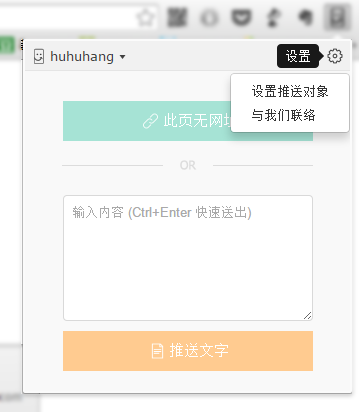 huhuhang
设置
设置推送对象
与我们联络
此页无网址
OR
输入内容 (Ctrl+Enter 快速送出)
推送文字